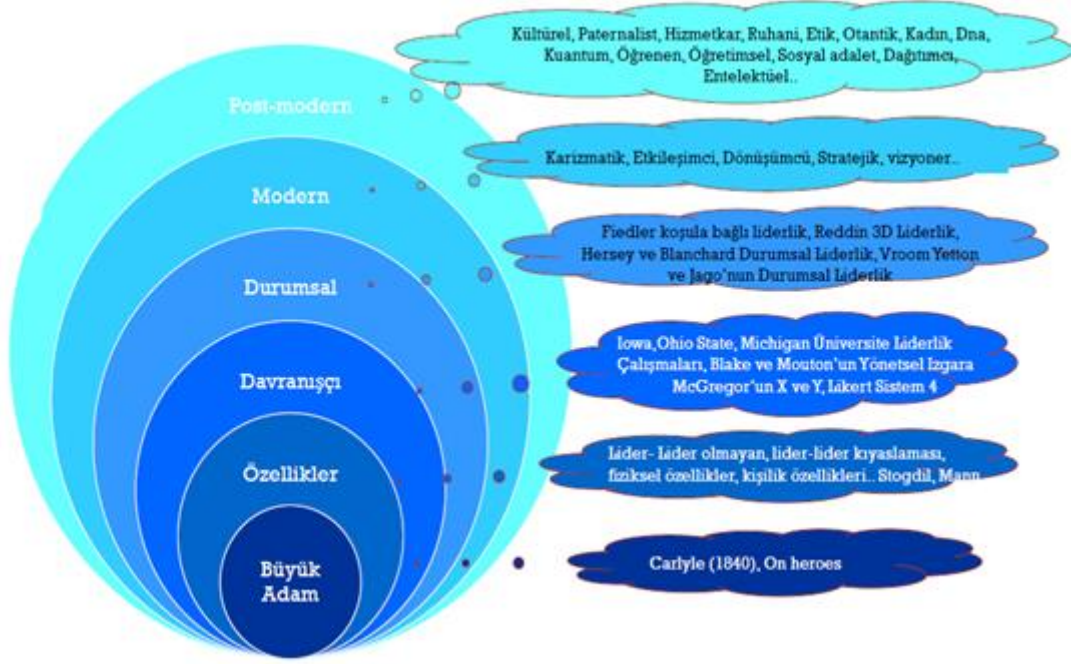 Kültürel, Paternalist, Hizmetkar, Ruhani, Etik, Otantik, Kadın, Dna,
Kuantum, Öğrenen, Öğretimsel, Sosyal adalet, Dağıtımcı,
Entelektüel..
Post-modern
Karizmatik, Etkileşimci, Dönüşümcü, Stratejik, vizyoner..
Modern
Fiedler koşula bağlı liderlik, Reddin 3D Liderlik,
Hersey ve Blanchard Durumsal Liderlik, Vroom Yetton
ve Jago'nun Durumsal Liderlik
Durumsal
Iowa,Ohio State, Michigan Üniversite Liderlik
Çalışmaları, Blake ve Mouton'un Yönetsel Izgara
McGregor'un X ve Y, Likert Sistem 4
Davranışçı
Lider- Lider olmayan, lider-lider kıyaslaması,
fiziksel özellikler, kişilik özellikleri.. Stogdil, Mann
Özellikler
Carlyle (1840), On heroes
Büyük
Adam